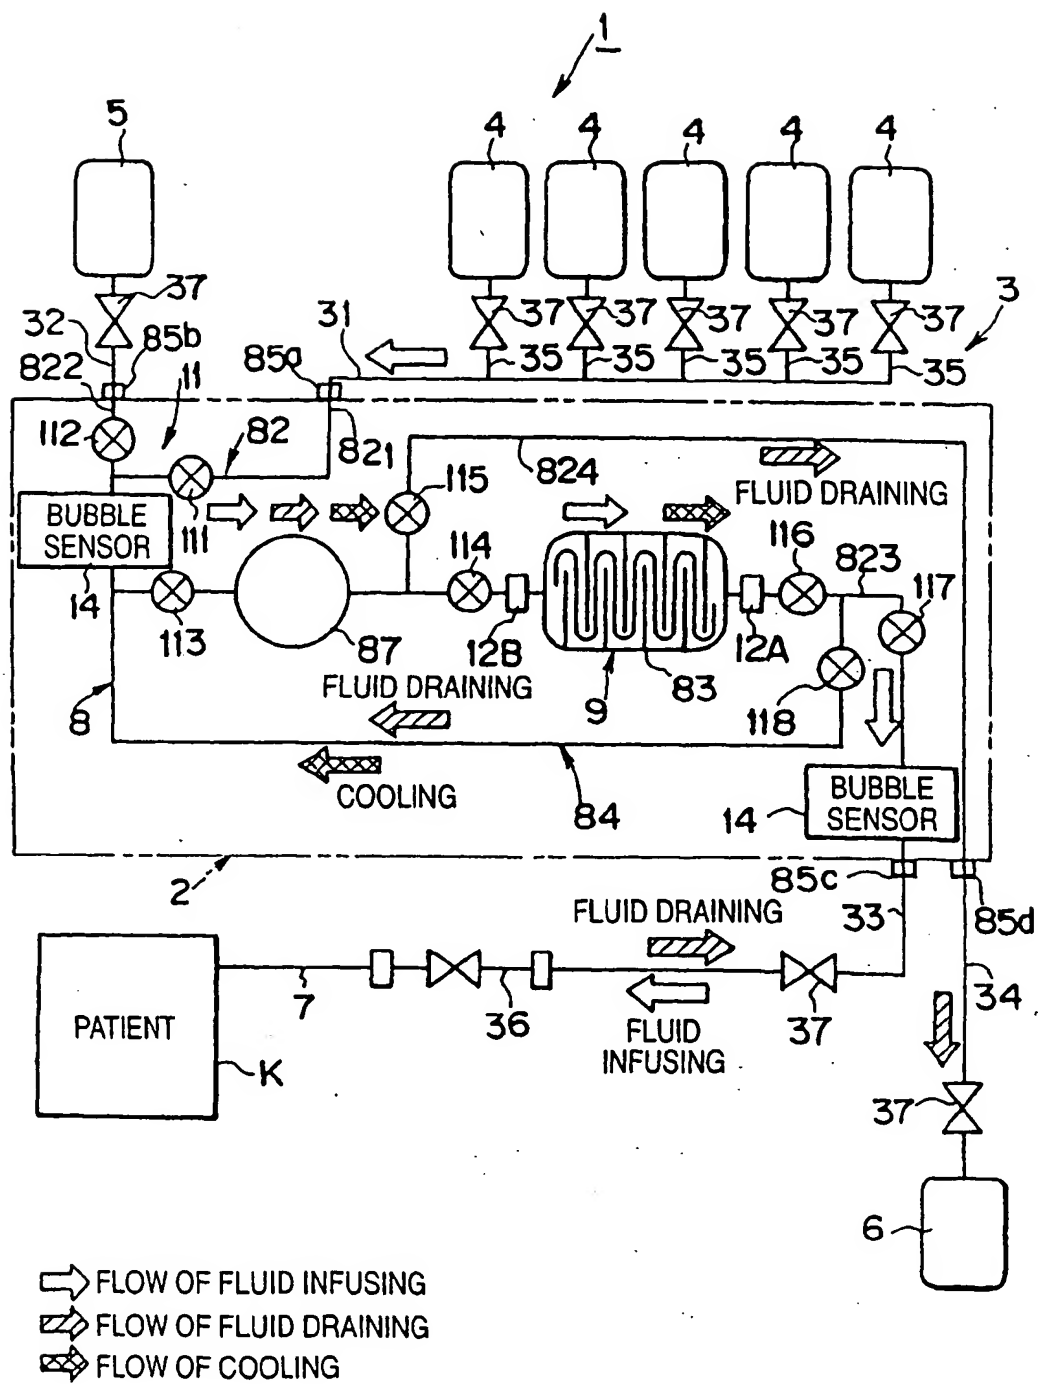 1
5
4 4 4 4 4
37
37 37 37 37 37
3
31
32
85b
85a
35 35 35 35 35
822
11
112
82
821
824
FLUID DRAINING
115
BUBBLE
SENSOR
111
114
116
823
117
14
113
87
12B
12A
FLUID DRAINING
9
83
118
8
COOLING
84
14
BUBBLE
SENSOR
2
85c
85d
33
FLUID DRAINING
34
PATIENT
7
36
37
FLUID
INFUSING
K
37
6
FLOW OF FLUID INFUSING
FLOW OF FLUID DRAINING
FLOW OF COOLING